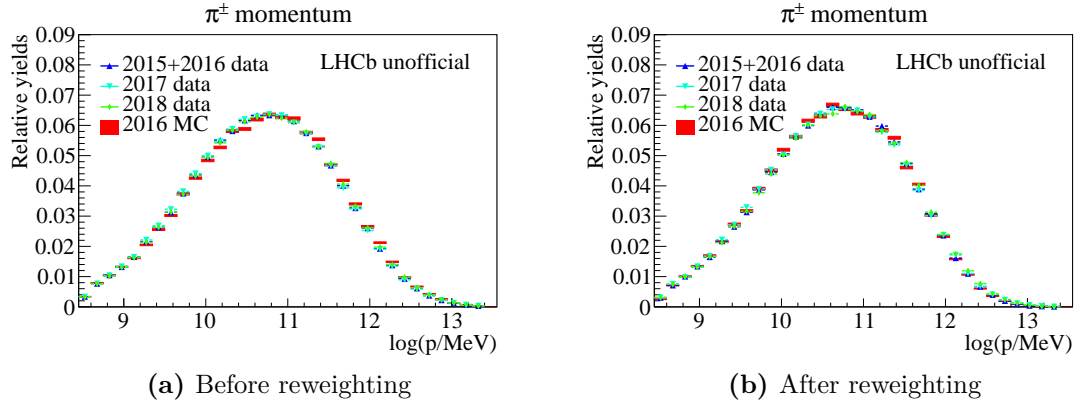 π± momentum
Relative yields
0.09
0.08
0.07
0.06
0.05
0.04
0.03
0.02
0.01
0
LHCb unofficial
2015+2016 data
2017 data
2018 data
2016 MC
9 10 11 12 13
log(p/MeV)
(a) Before reweighting
π± momentum
Relative yields
0.09
0.08
0.07
0.06
0.05
0.04
0.03
0.02
0.01
0
LHCb unofficial
2015+2016 data
2017 data
2018 data
2016 MC
9 10 11 12 13
log(p/MeV)
(b) After reweighting